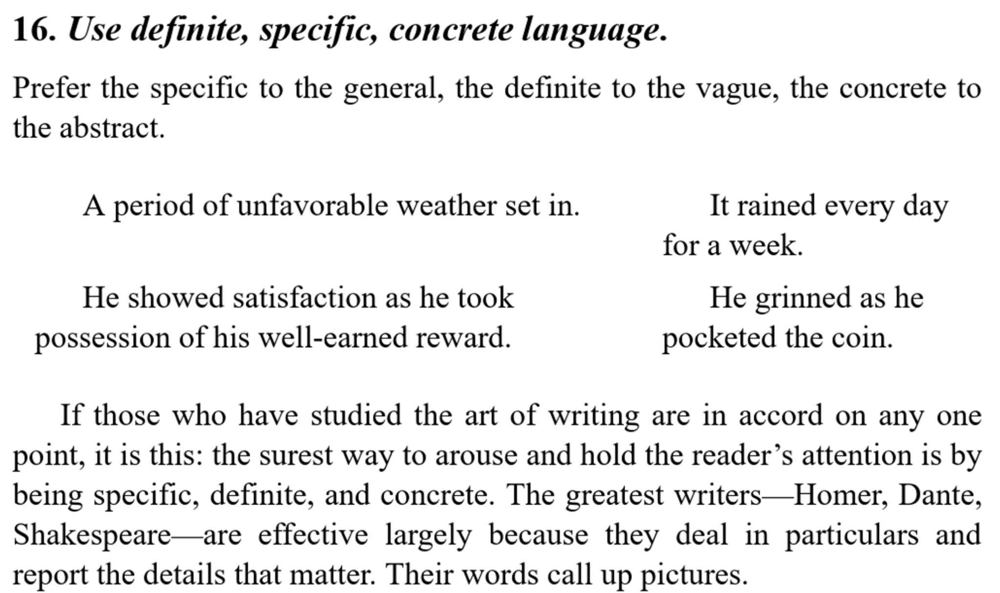 16. Use definite, specific, concrete language.
Prefer the specific to the general, the definite to the vague, the concrete to
the abstract.
A period of unfavorable weather set in.
It rained every day
for a week.
He showed satisfaction as he took
possession of his well-earned reward.
He grinned as he
pocketed the coin.
If those who have studied the art of writing are in accord on any one
point, it is this: the surest way to arouse and hold the reader’s attention is by
being specific, definite, and concrete. The greatest writers—Homer, Dante,
Shakespeare—are effective largely because they deal in particulars and
report the details that matter. Their words call up pictures.